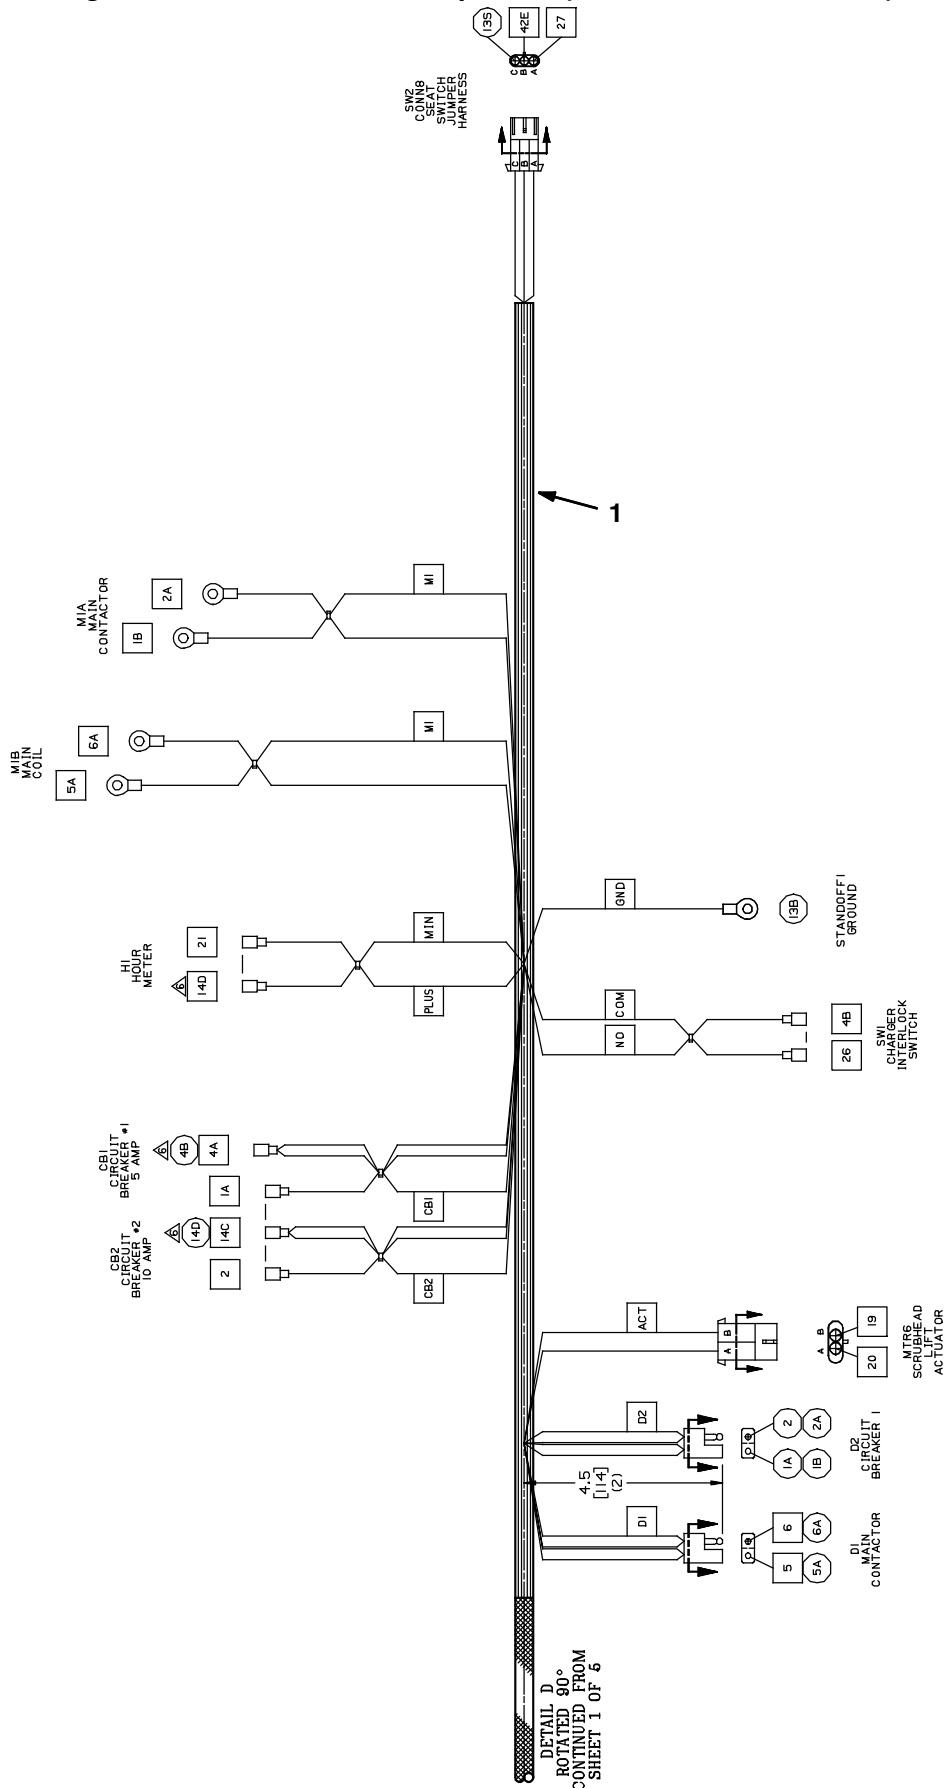 13S
42E
27
C
B
A
SW2
CONN8
SEAT
SWITCH
JUMPER
HARNESS
C
B
A
1
M1A
MAIN
CONTACTOR
2A
1B
M1
M1B
MAIN
COIL
6A
5A
M1
H1
HOUR
METER
21
6
14D
MIN
PLUS
GND
13B
STANDOFF1
GROUND
COM
NO
4B
26
SW1
CHARGER
INTERLOCK
SWITCH
CB1
CIRCUIT
BREAKER #1
5 AMP
6
4B
4A
1A
CB1
CB2
CIRCUIT
BREAKER #2
10 AMP
6
14D
14C
2
CB2
ACT
B
A
B
A
19
20
MTR6
SCRUBHEAD
LIFT
ACTUATOR
D2
2
2A
1A
1B
D2
CIRCUIT
BREAKER 1
4.5
[114]
(2)
D1
6
6A
5
5A
D1
MAIN
CONTACTOR
DETAIL D
ROTATED 90°
CONTINUED FROM
SHEET 1 OF 5